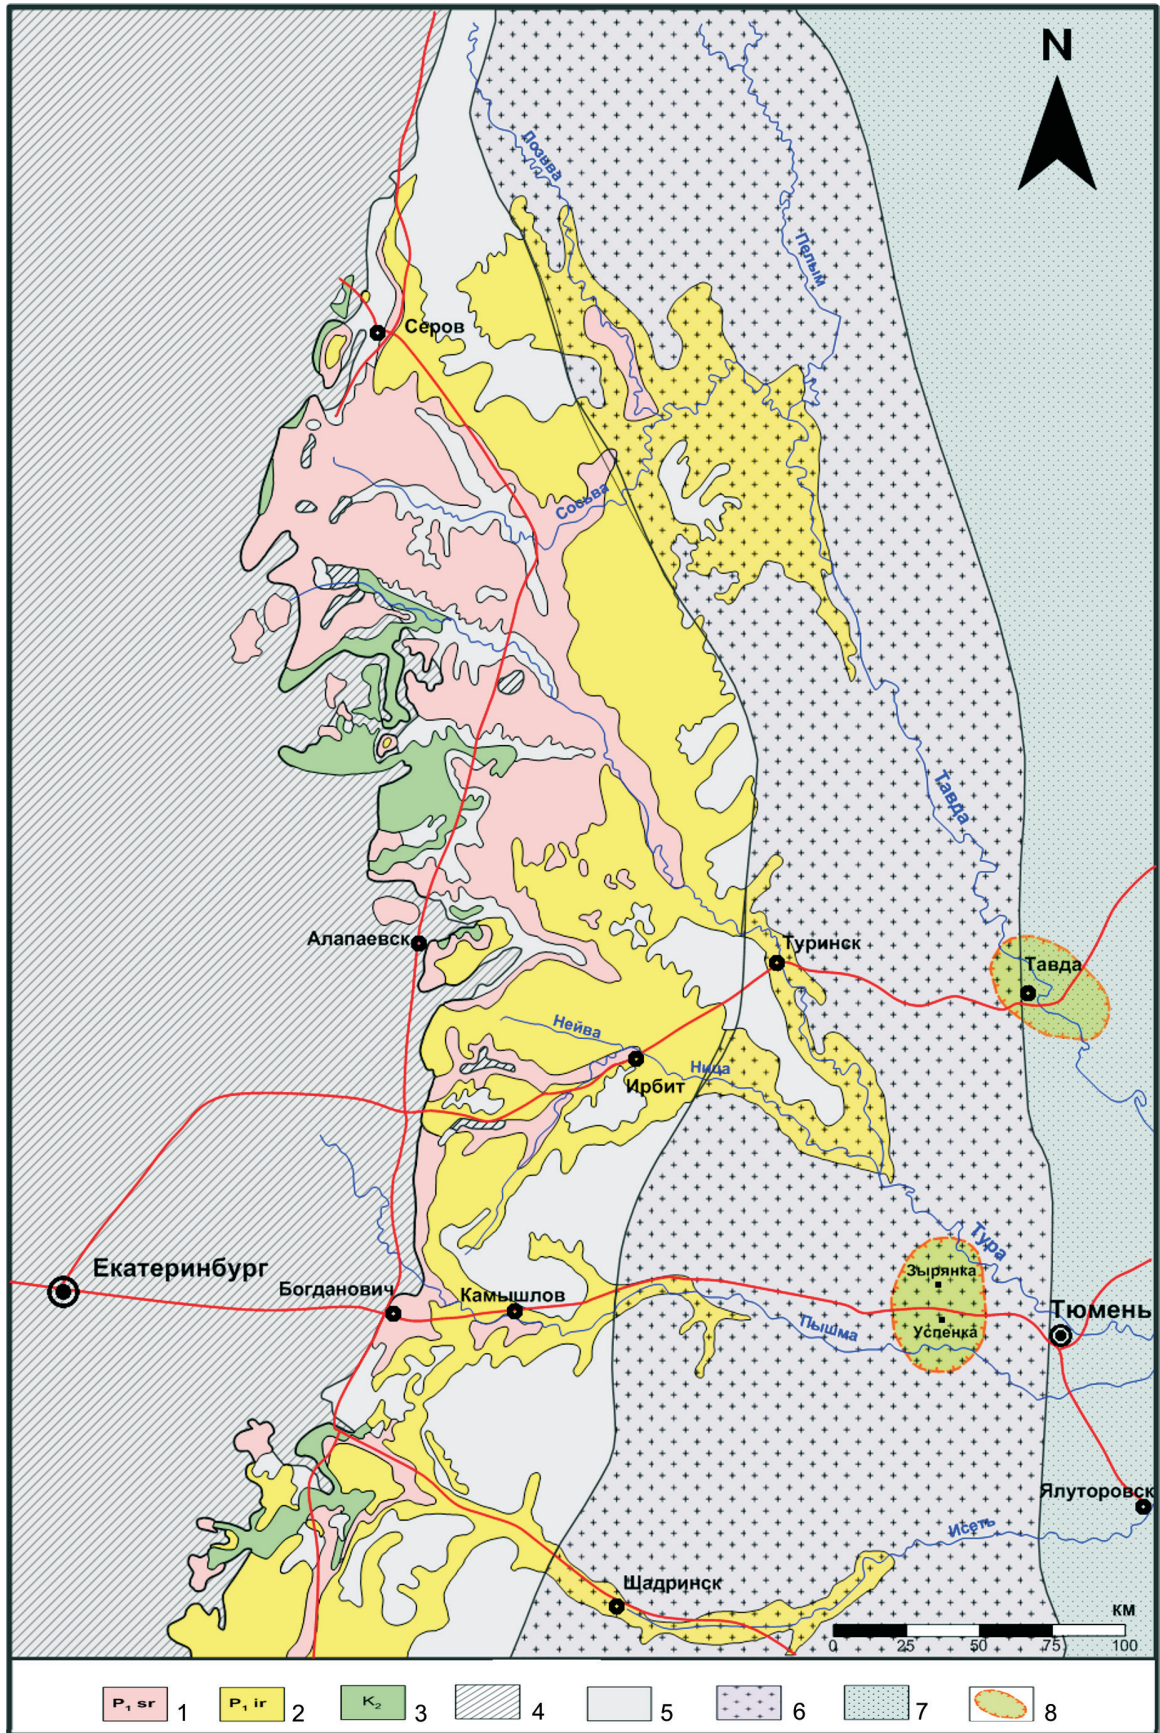 N
Лозьва
Пелым
Серов
Сосьва
Тавда
Алапаевск
Туринск
Тавда
Нейва
Ирбит
Ница
Тура
Екатеринбург
Зырянка
Богданович
Камышлов
Тюмень
Пышма
Успенка
Ялуторовск
Исеть
Шадринск
км
0 25 50 75 100
P₁ sr 1 P₁ ir 2 K₂ 3 4 5 6 7 8